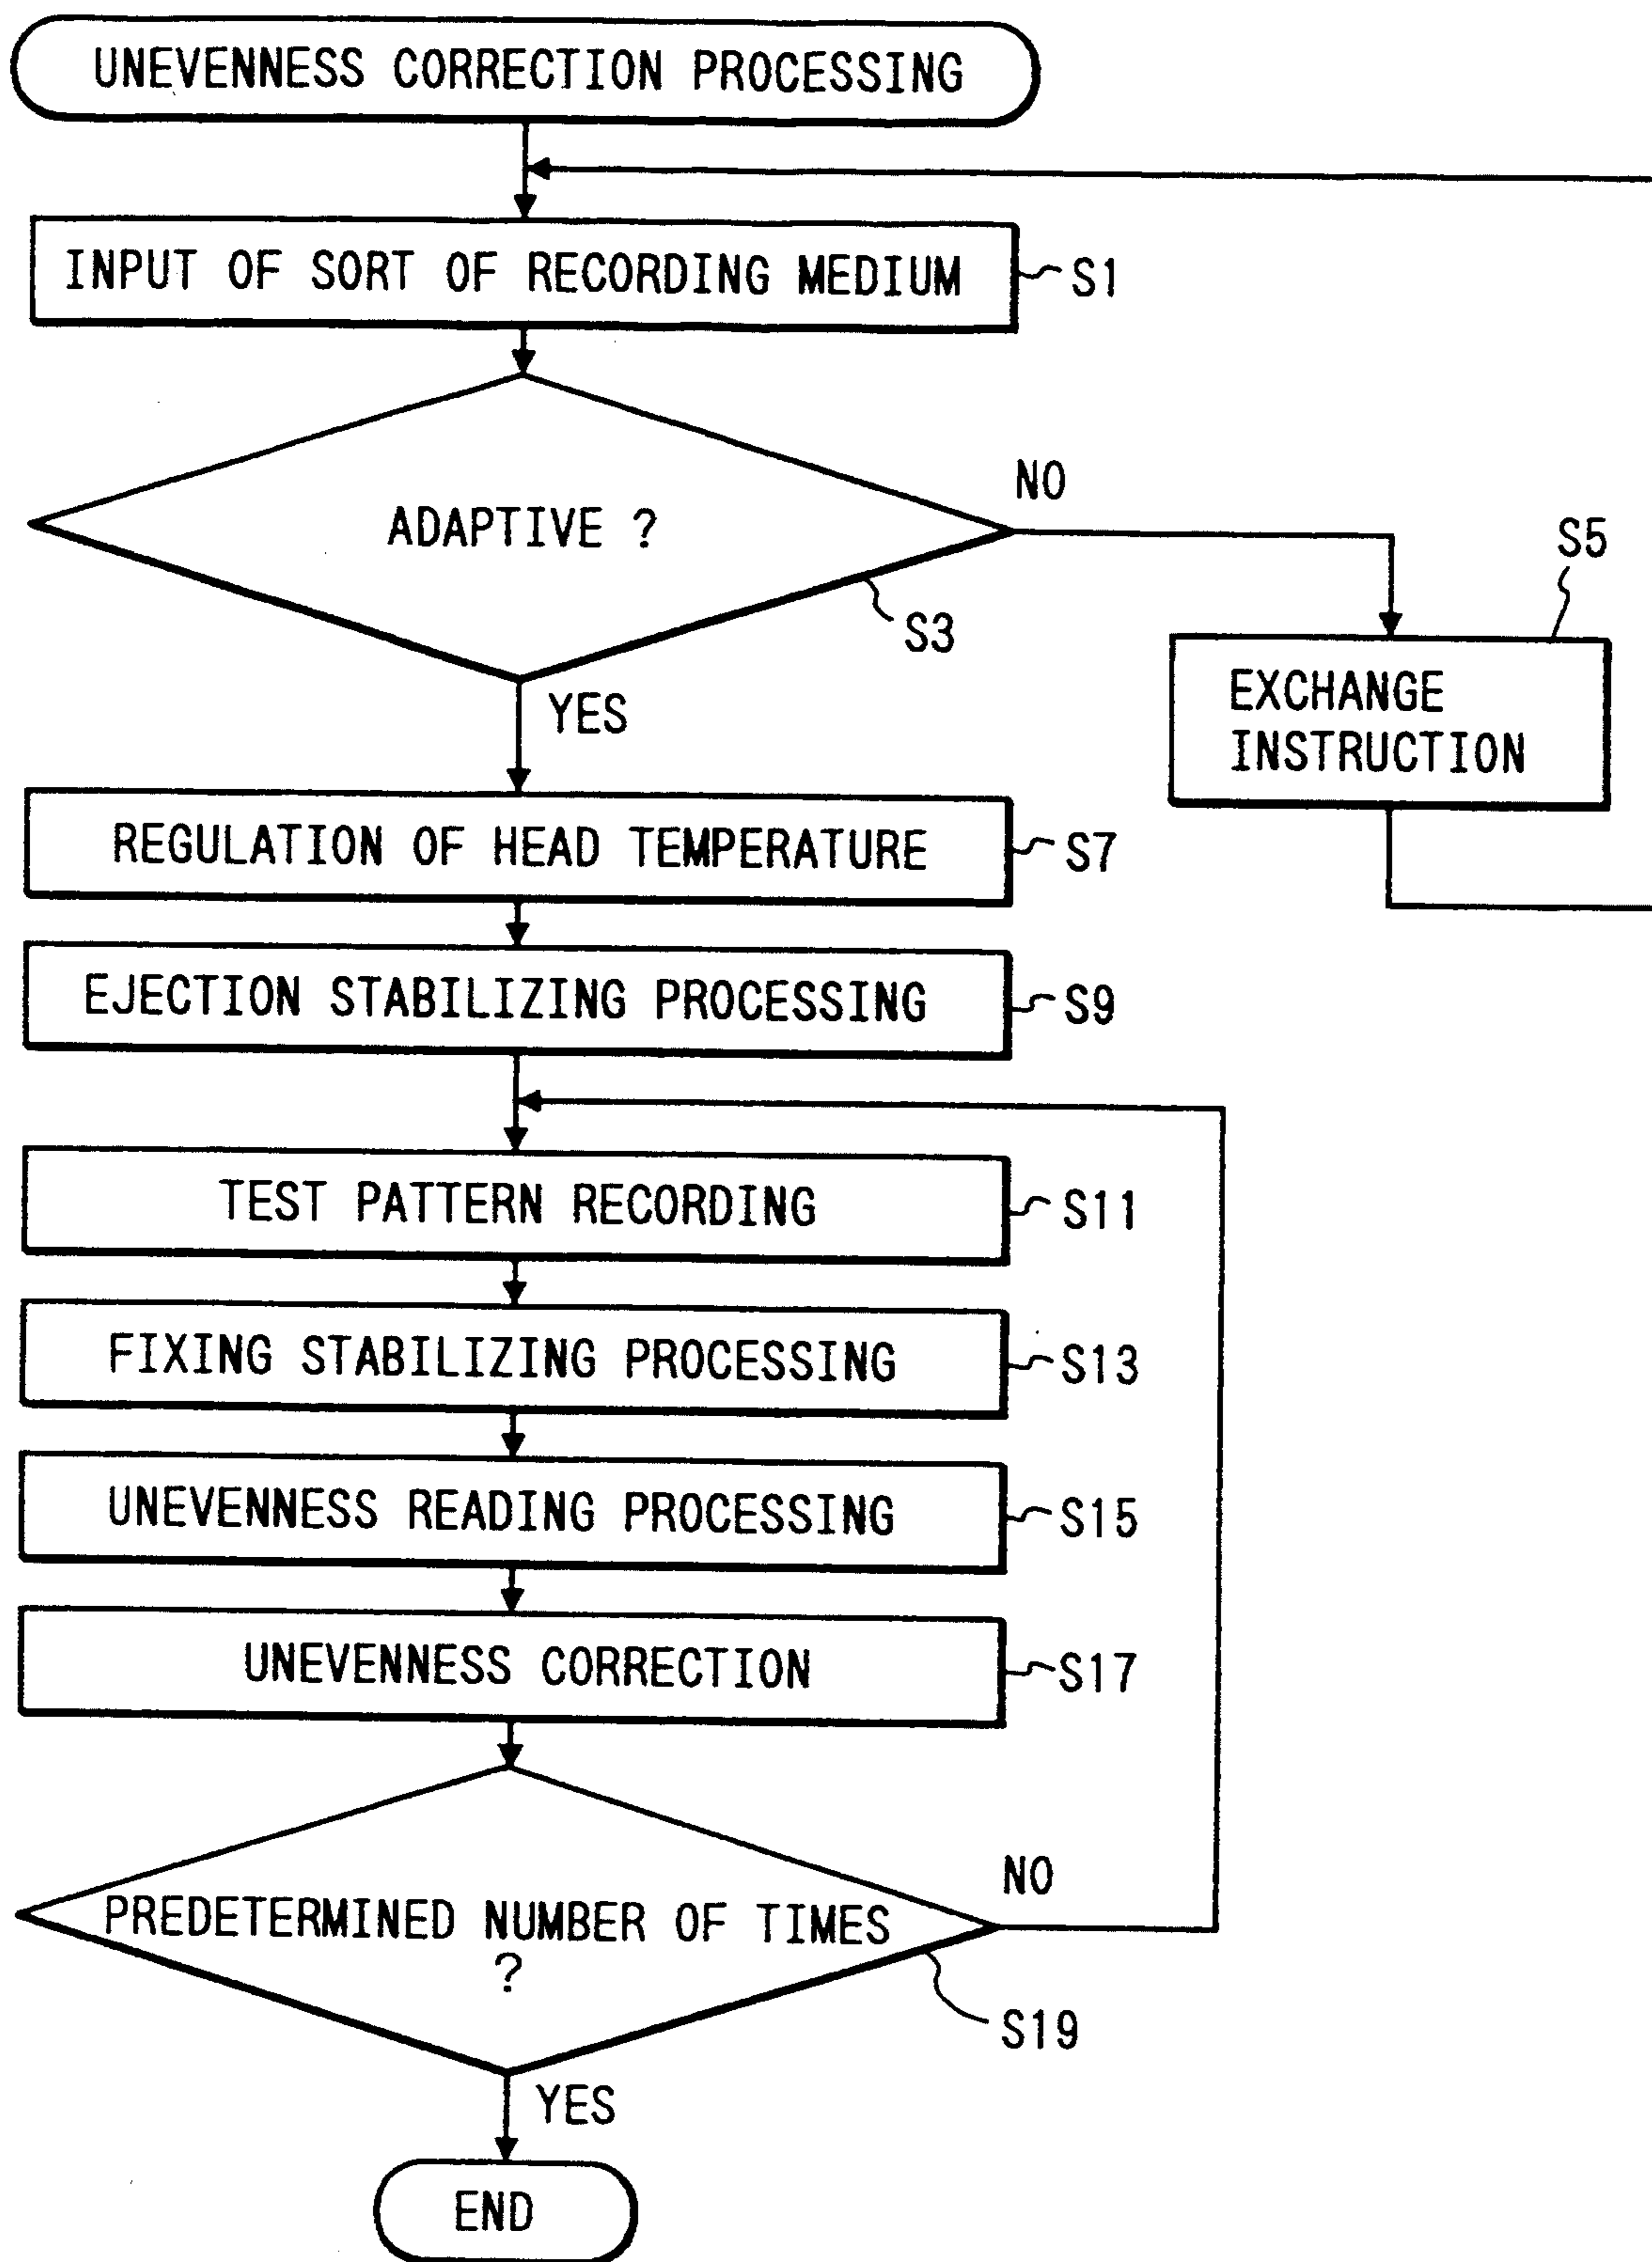 UNEVENNESS CORRECTION PROCESSING
INPUT OF SORT OF RECORDING MEDIUM
S1
ADAPTIVE ?
NO
S3
S5
EXCHANGE
INSTRUCTION
YES
REGULATION OF HEAD TEMPERATURE
S7
EJECTION STABILIZING PROCESSING
S9
TEST PATTERN RECORDING
S11
FIXING STABILIZING PROCESSING
S13
UNEVENNESS READING PROCESSING
S15
UNEVENNESS CORRECTION
S17
PREDETERMINED NUMBER OF TIMES
?
NO
S19
YES
END